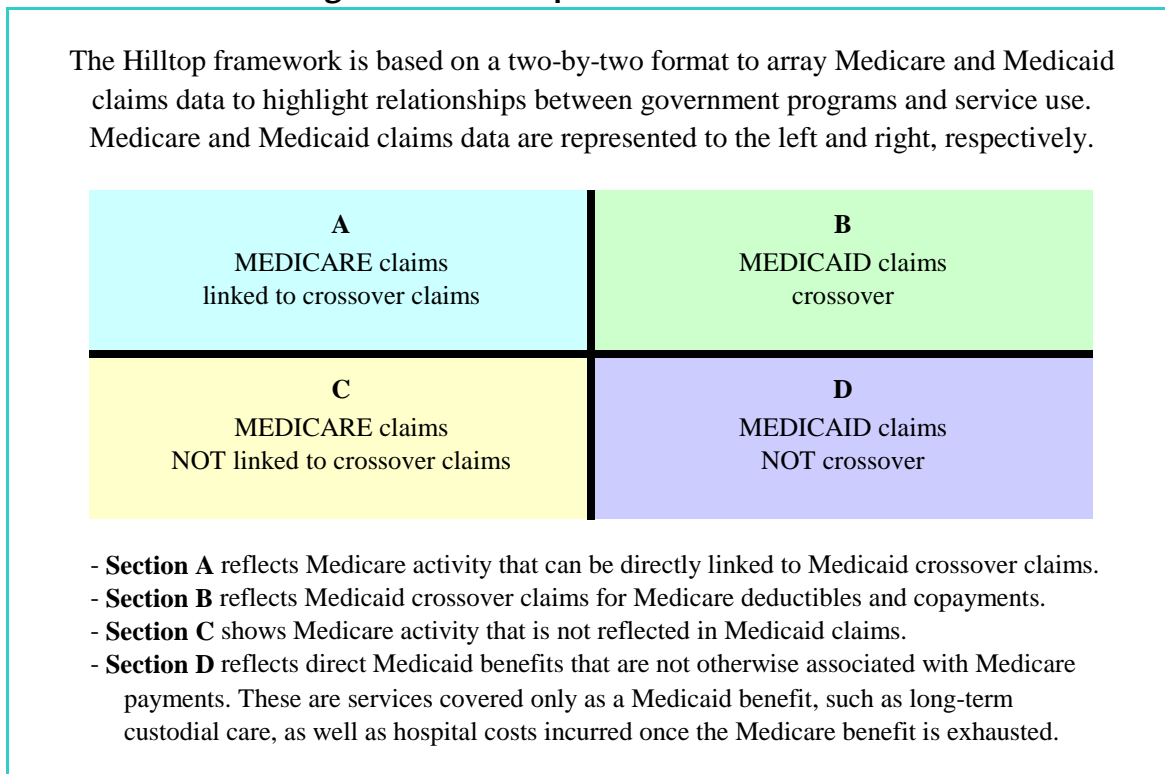 The Hilltop framework is based on a two-by-two format to array Medicare and Medicaid
claims data to highlight relationships between government programs and service use.
Medicare and Medicaid claims data are represented to the left and right, respectively.
A
MEDICARE claims
linked to crossover claims
B
MEDICAID claims
crossover
C
MEDICARE claims
NOT linked to crossover claims
D
MEDICAID claims
NOT crossover
- Section A reflects Medicare activity that can be directly linked to Medicaid crossover claims.
- Section B reflects Medicaid crossover claims for Medicare deductibles and copayments.
- Section C shows Medicare activity that is not reflected in Medicaid claims.
- Section D reflects direct Medicaid benefits that are not otherwise associated with Medicare
payments. These are services covered only as a Medicaid benefit, such as long-term
custodial care, as well as hospital costs incurred once the Medicare benefit is exhausted.